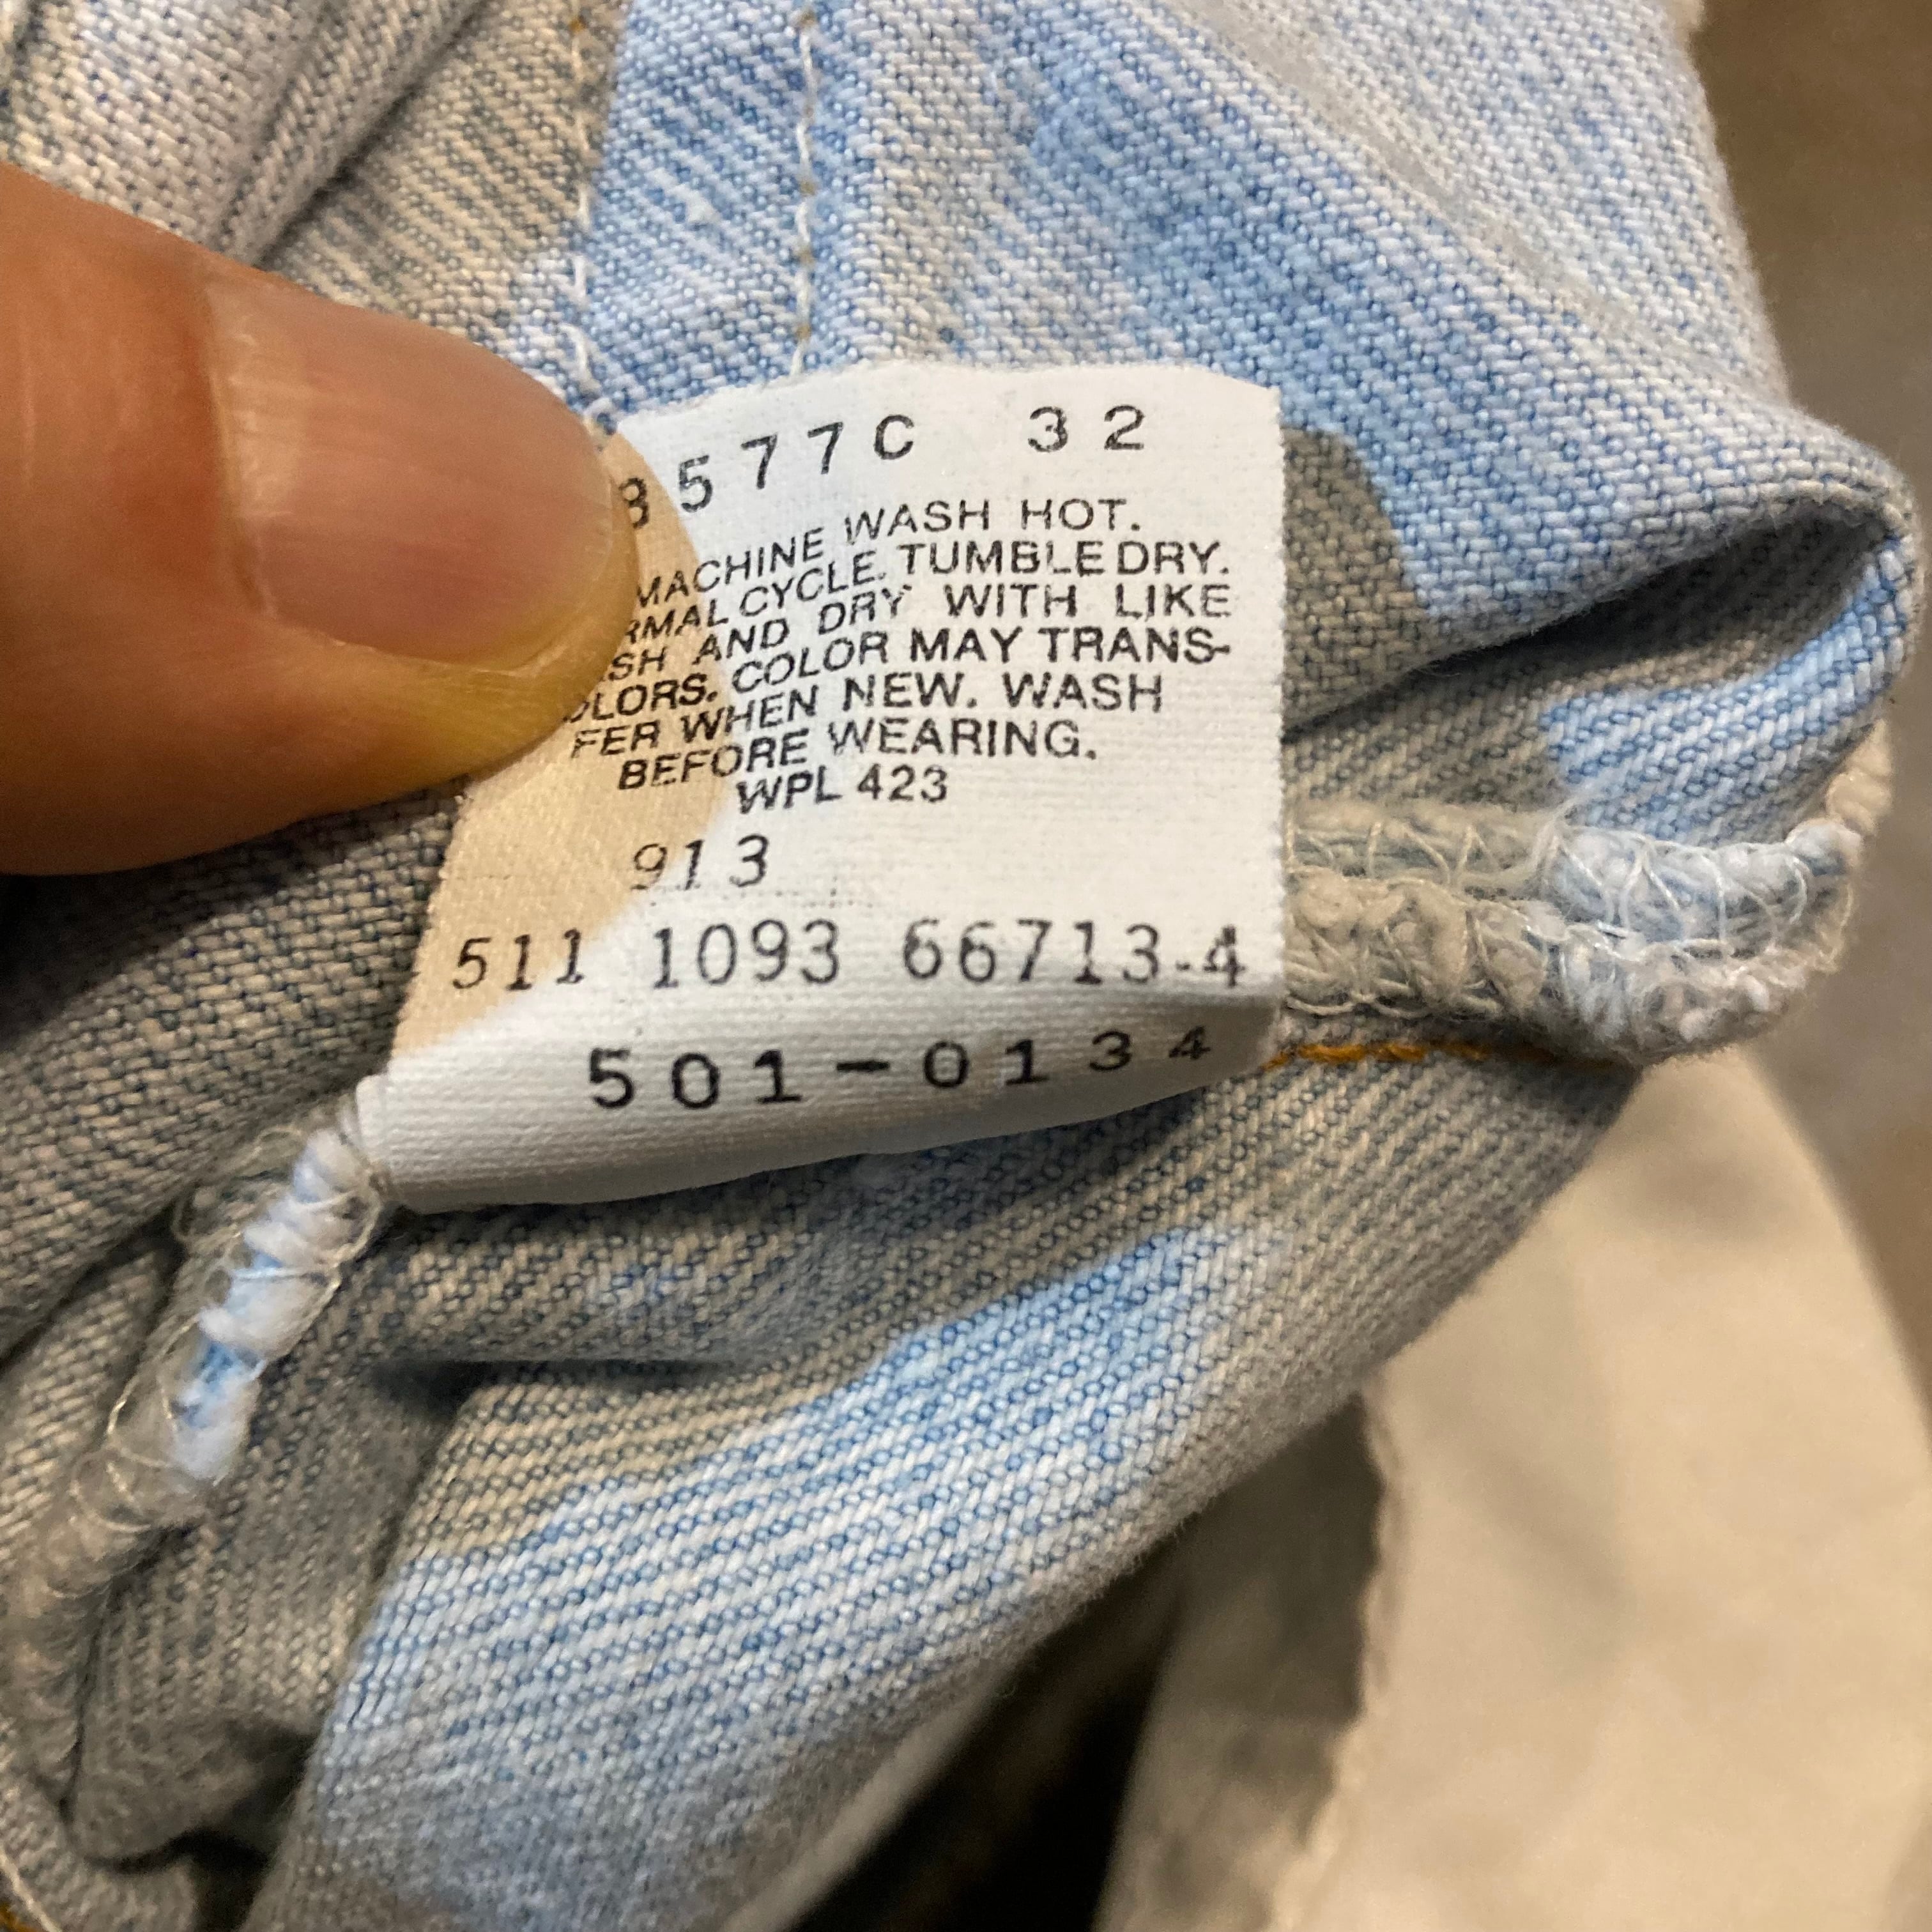 8577C 32
MACHINE WASH HOT.
RMAL CYCLE. TUMBLE DRY.
SH AND DRY WITH LIKE
OLORS. COLOR MAY TRANS-
FER WHEN NEW. WASH
BEFORE WEARING.
WPL 423
913
511 1093 66713-4
501-0134